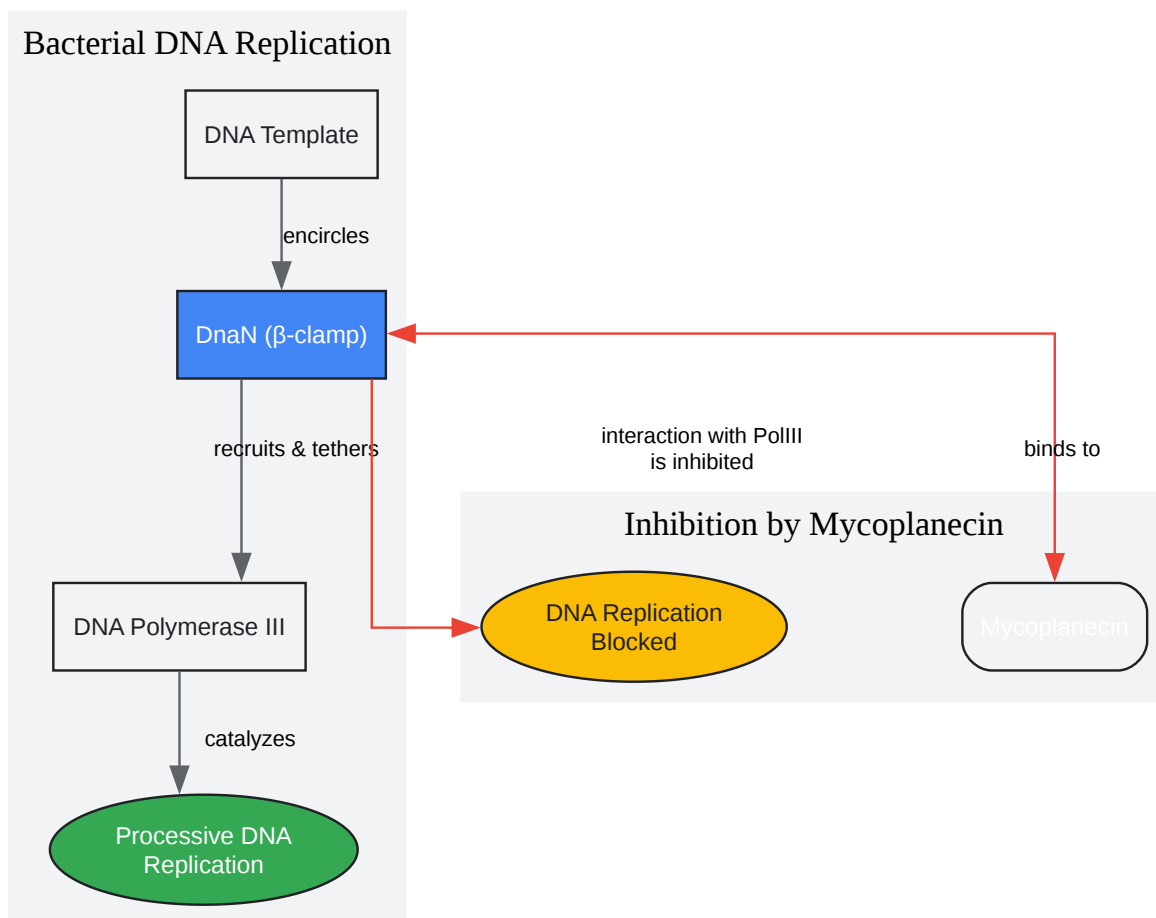 Bacterial DNA Replication
DNA Template
encircles
DnaN (β-clamp)
recruits & tethers
interaction with PolIII
is inhibited
binds to
Inhibition by Mycoplanecin
DNA Polymerase III
DNA Replication
Blocked
Mycoplanecin
catalyzes
Processive DNA
Replication